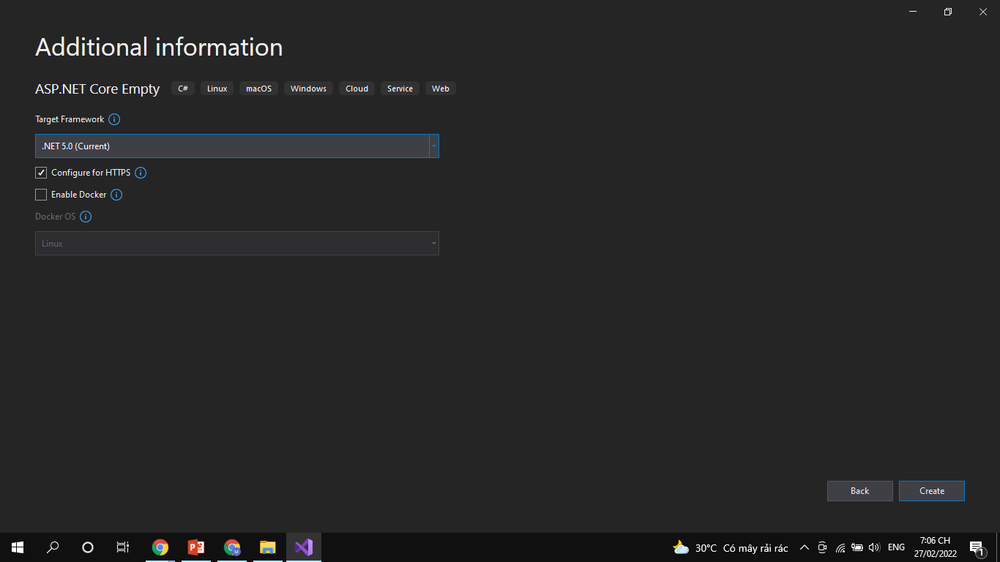 Additional information
ASP.NET Core Empty C# Linux macOS Windows Cloud Service Web
Target Framework
.NET 5.0 (Current)
Configure for HTTPS
Enable Docker
Docker OS
Linux
Back Create
30°C Có mây rải rác ENG 7:06 CH
27/02/2022
1